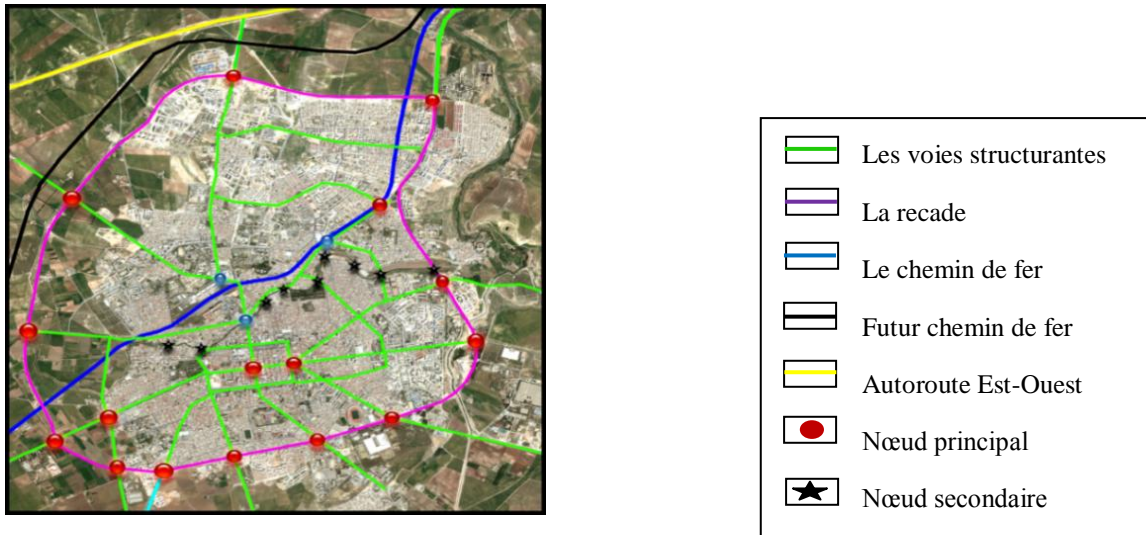 Les voies structurantes
La recade
Le chemin de fer
Futur chemin de fer
Autoroute Est-Ouest
Nœud principal
Nœud secondaire